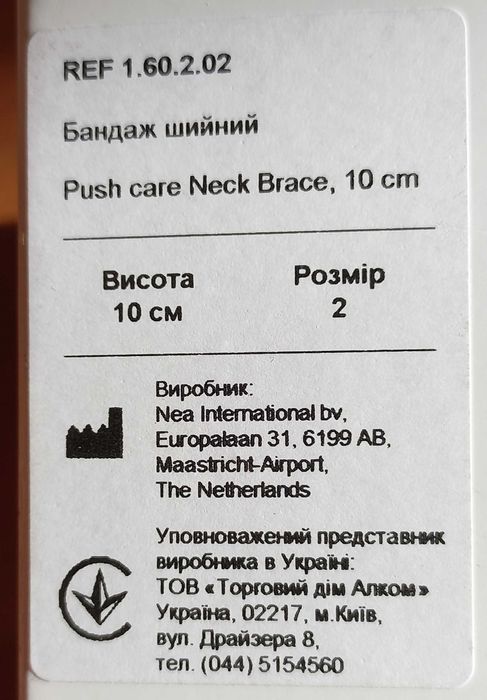 REF 1.60.2.02
Бандаж шийний
Push care Neck Brace, 10 cm
Висота Розмір
10 см 2
Виробник:
Nea International bv,
Europalaan 31, 6199 AB,
Maastricht-Airport,
The Netherlands
Уповноважений представник
виробника в Україні:
ТОВ «Торговий дім Алком»
Україна, 02217, м.Київ,
вул. Драйзера 8,
тел. (044) 5154560